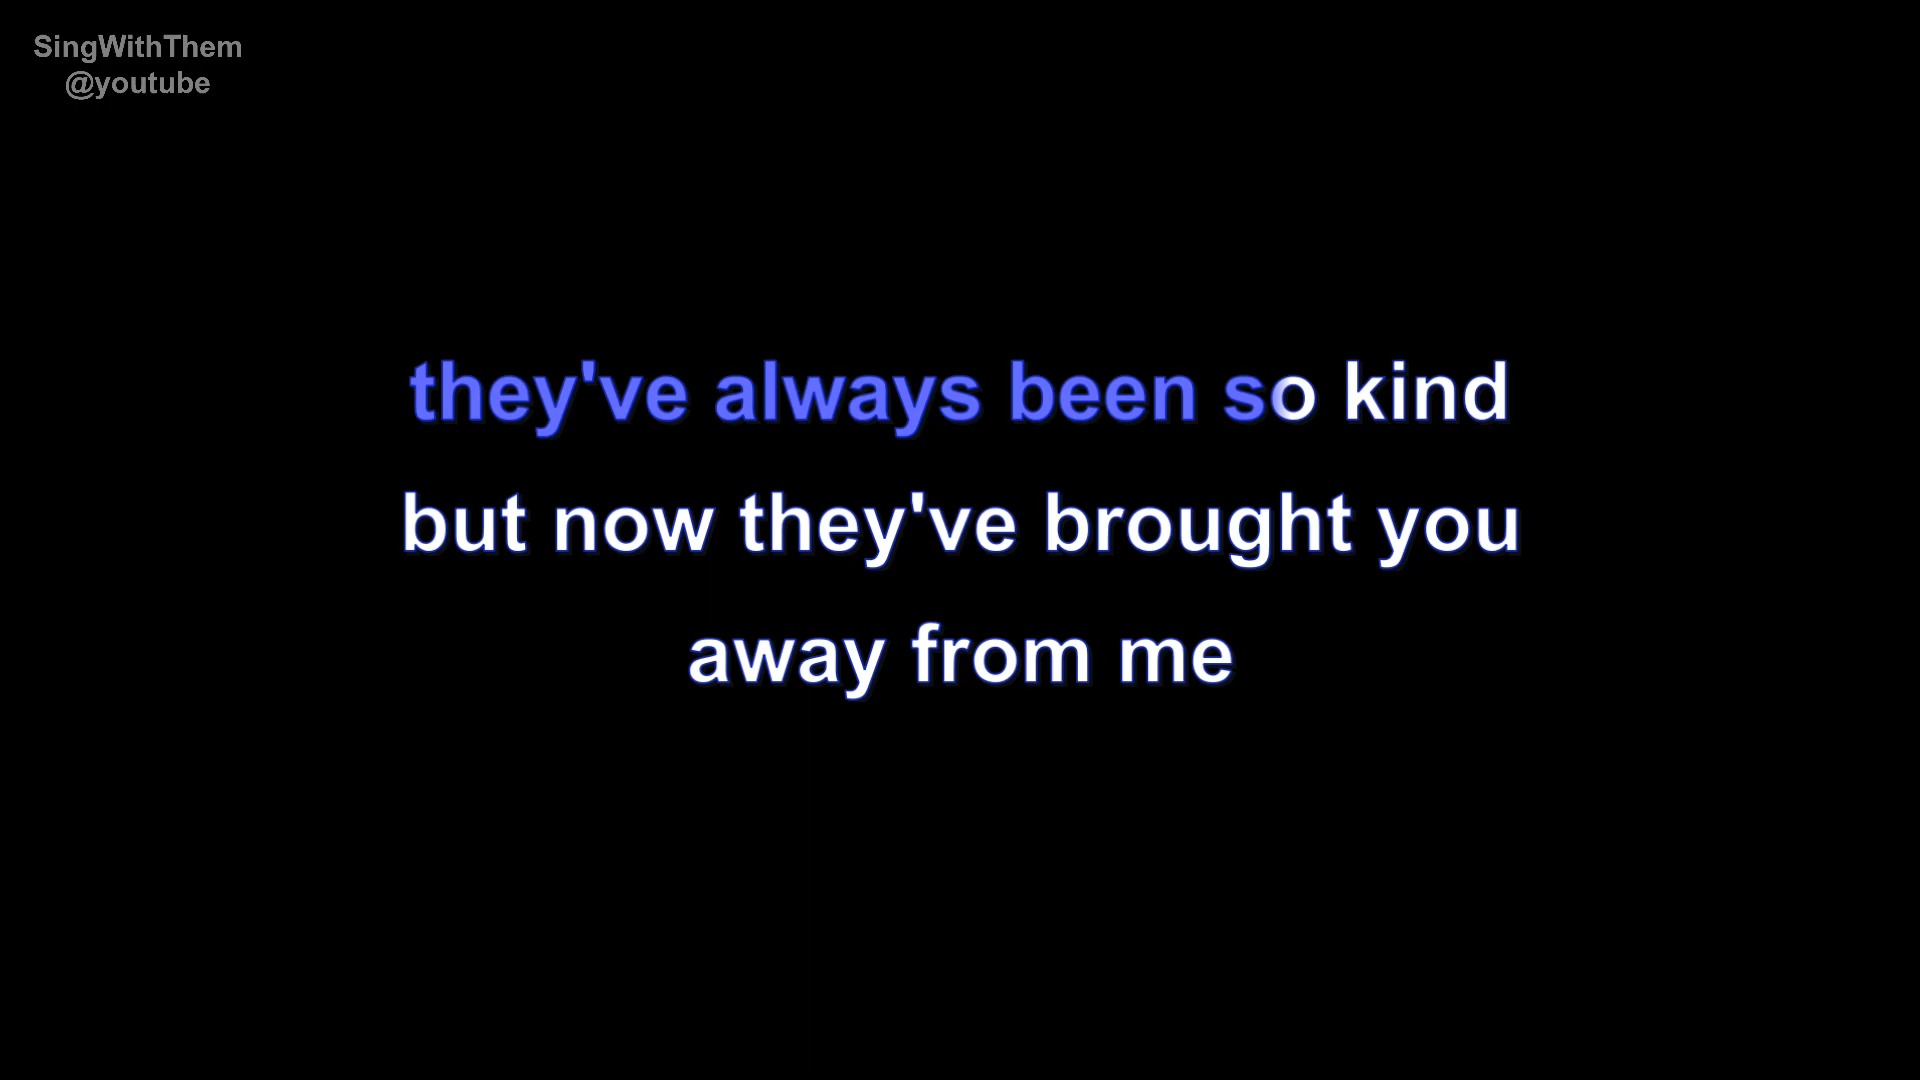 SingWithThem
@youtube
they've always been so kind
but now they've brought you
away from me